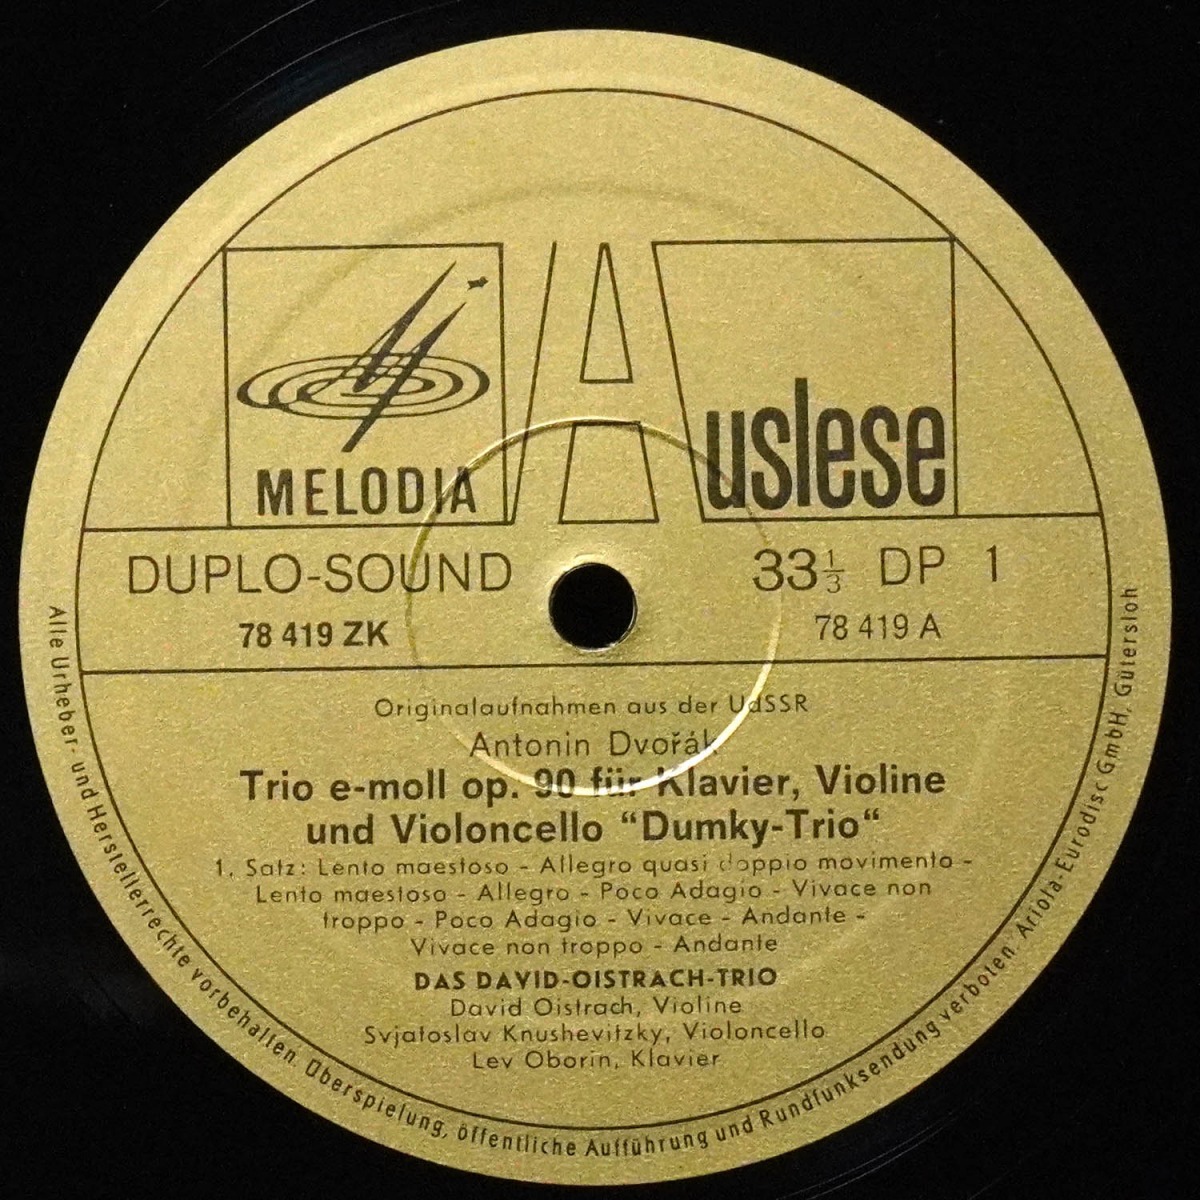 MELODIA
Auslese
DUPLO-SOUND
33⅓ DP 1
78 419 ZK
78 419 A
Originalaufnahmen aus der UdSSR
Antonin Dvořák
Trio e-moll op. 90 für Klavier, Violine
und Violoncello “Dumky-Trio“
1. Satz: Lento maestoso - Allegro quasi doppio movimento -
Lento maestoso - Allegro - Poco Adagio - Vivace non
troppo - Poco Adagio - Vivace - Andante -
Vivace non troppo - Andante
DAS DAVID-OISTRACH-TRIO
David Oistrach, Violine
Svjatoslav Knushevitzky, Violoncello
Lev Oborin, Klavier
Alle Urheber- und Herstellerrechte vorbehalten. Überspielung, öffentliche Aufführung und Rundfunksendung verboten. Ariola-Eurodisc GmbH, Gütersloh